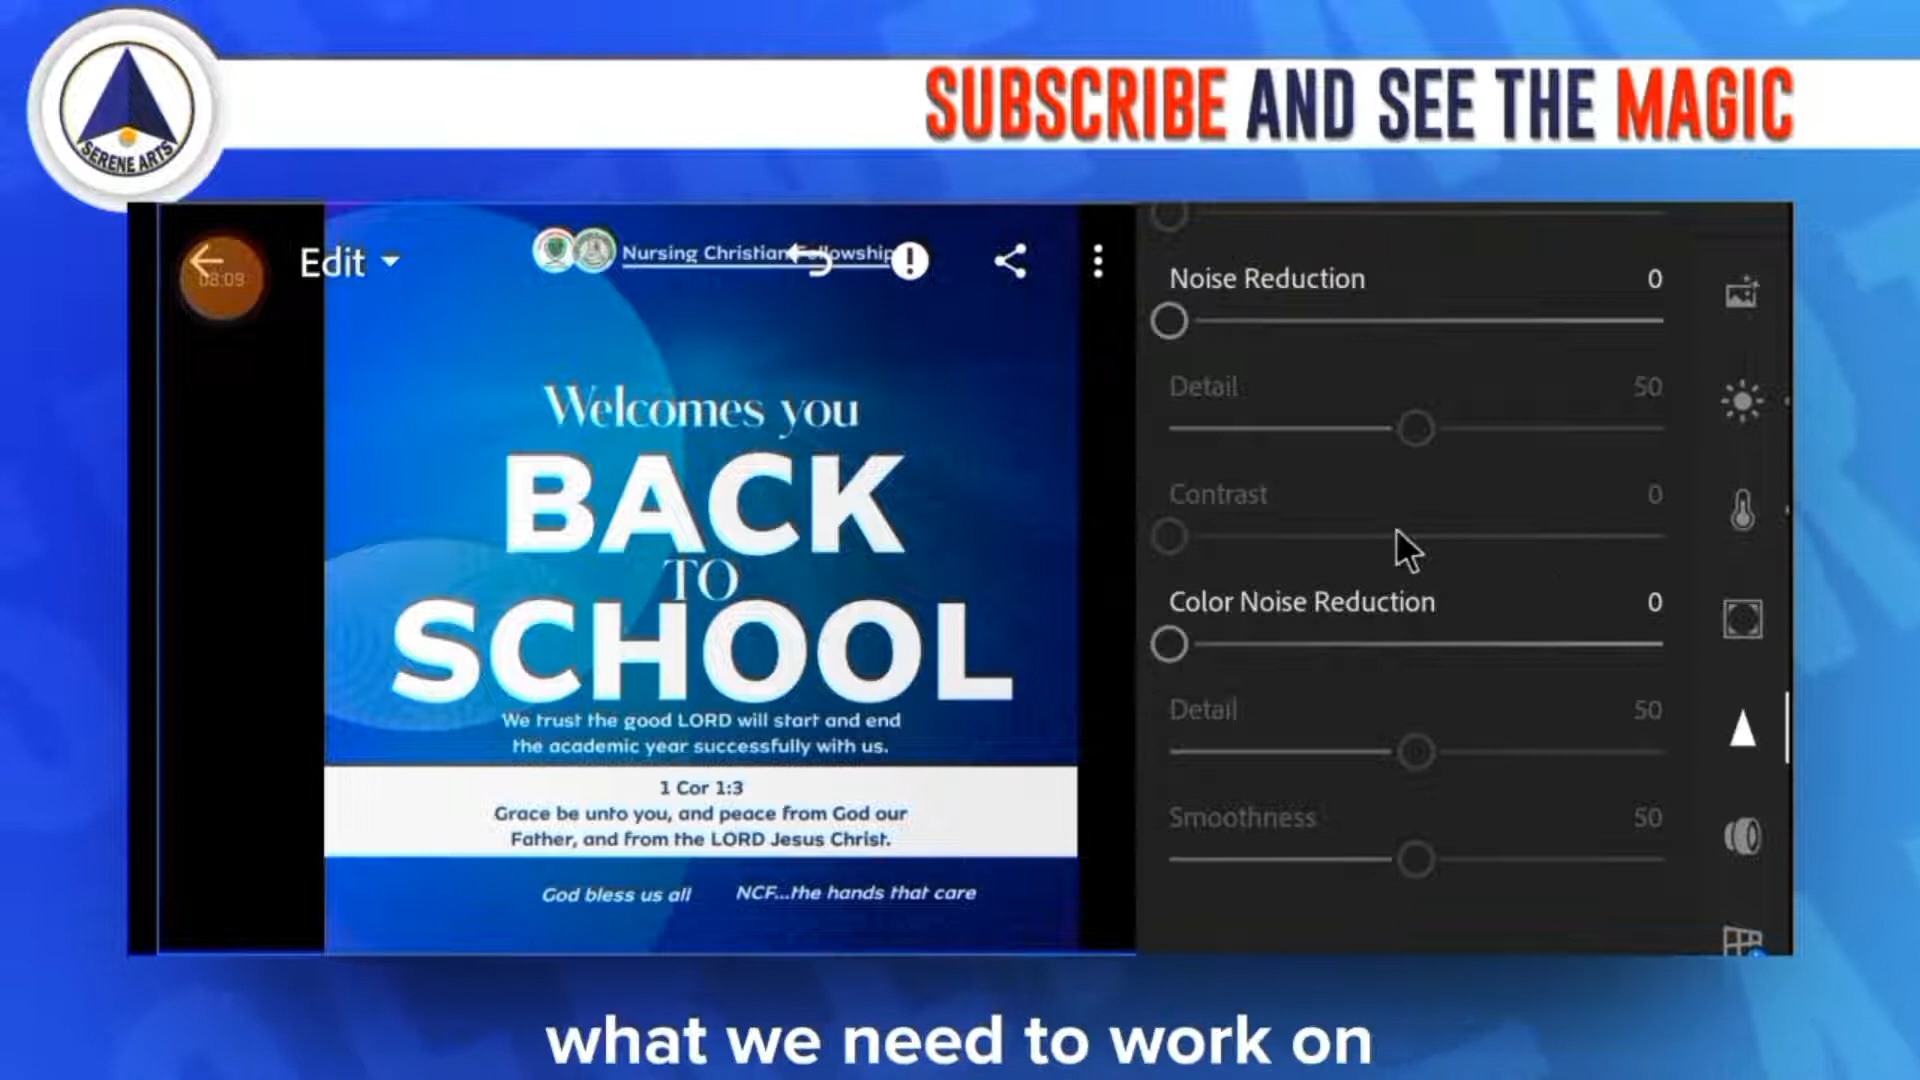 SUBSCRIBE AND SEE THE MAGIC
SERENE ARTS
08:09
Edit
Nursing Christian Fellowship
Welcomes you
BACK
TO
SCHOOL
We trust the good LORD will start and end
the academic year successfully with us.
1 Cor 1:3
Grace be unto you, and peace from God our
Father, and from the LORD Jesus Christ.
God bless us all
NCF...the hands that care
Noise Reduction 0
Detail 50
Contrast 0
Color Noise Reduction 0
Detail 50
Smoothness 50
what we need to work on